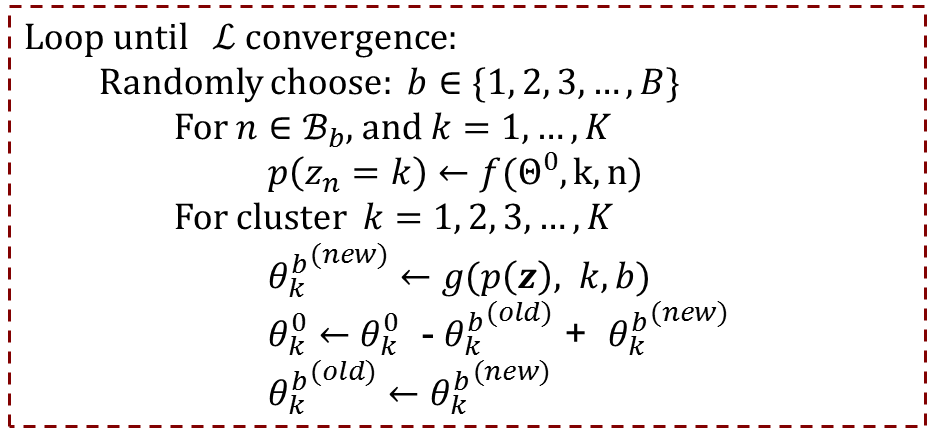 Loop until ℒ convergence:
Randomly choose: b ∈ {1, 2, 3, …, B}
For n ∈ ℬ_b, and k = 1, …, K
p(z_n = k) ← f(Θ^0, k, n)
For cluster k = 1, 2, 3, …, K
θ_k^{b^{(new)}} ← g(p(𝒛), k, b)
θ_k^0 ← θ_k^0 - θ_k^{b^{(old)}} + θ_k^{b^{(new)}}
θ_k^{b^{(old)}} ← θ_k^{b^{(new)}}